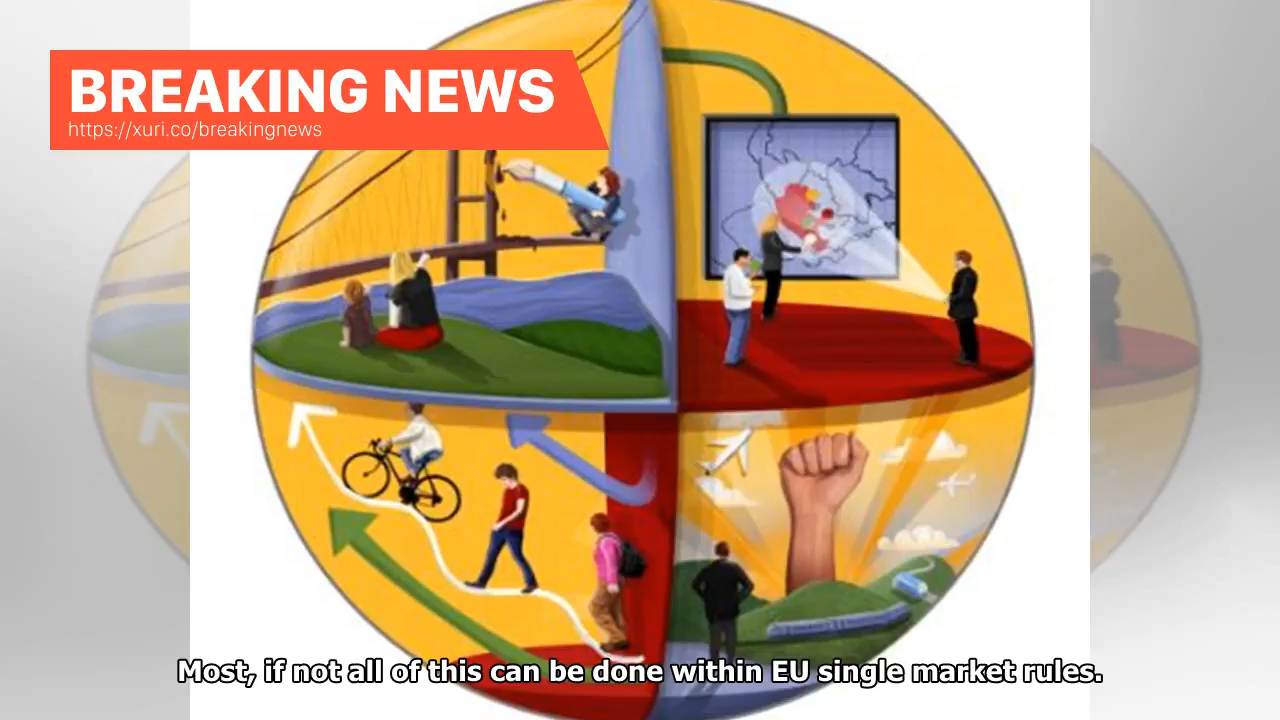 BREAKING NEWS
https://xuri.co/breakingnews
Most, if not all of this can be done within EU single market rules.